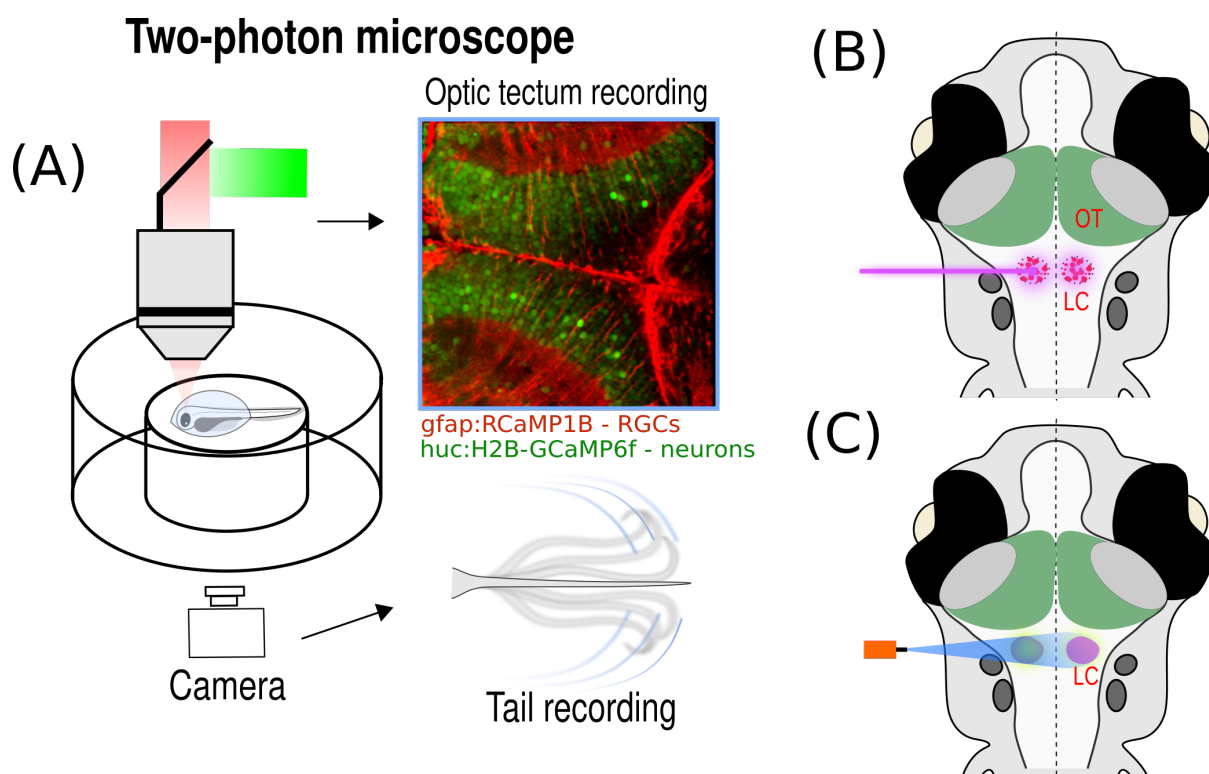 Two-photon microscope
(A)
Optic tectum recording
gfap:RCaMP1B - RGCs
huc:H2B-GCaMP6f - neurons
Camera
Tail recording
(B)
OT
LC
(C)
LC